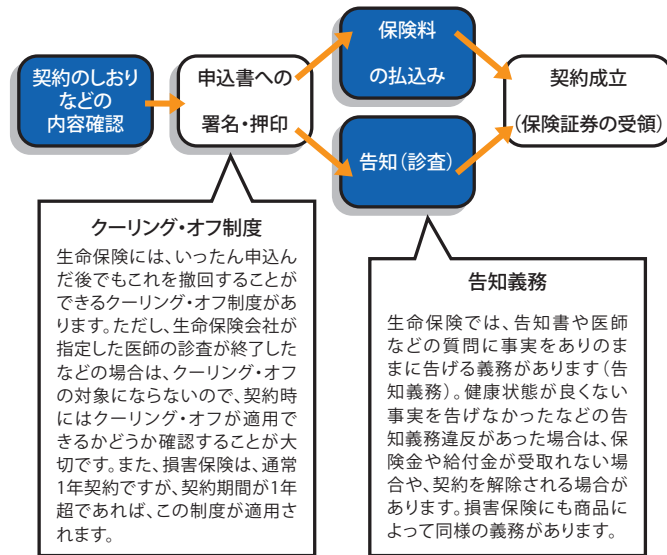 契約のしおり
などの
内容確認
申込書への
署名・押印
保険料
の払込み
告知（診査）
契約成立
（保険証券の受領）
クーリング・オフ制度
生命保険には、いったん申込ん
だ後でもこれを撤回することが
できるクーリング・オフ制度があ
ります。ただし、生命保険会社が
指定した医師の診査が終了した
などの場合は、クーリング・オフ
の対象にならないので、契約時
にはクーリング・オフが適用で
きるかどうか確認することが大
切です。また、損害保険は、通常
1年契約ですが、契約期間が1年
超であれば、この制度が適用さ
れます。
告知義務
生命保険では、告知書や医師
などの質問に事実をありのま
まに告げる義務があります（告
知義務）。健康状態が良くない
事実を告げなかったなどの告
知義務違反があった場合は、保
険金や給付金が受取れない場
合や、契約を解除される場合が
あります。損害保険にも商品に
よって同様の義務があります。